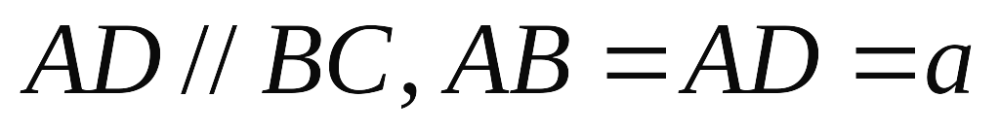 AD // BC, AB = AD = a